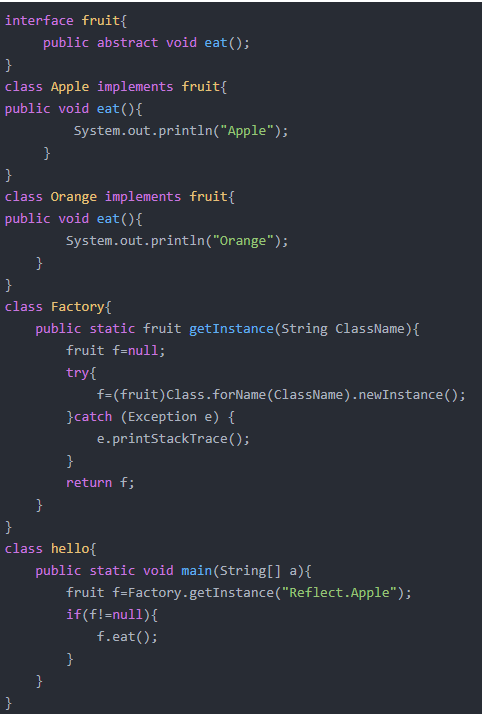 interface fruit{
     public abstract void eat();
}
class Apple implements fruit{
public void eat(){
         System.out.println("Apple");
     }
}
class Orange implements fruit{
public void eat(){
        System.out.println("Orange");
    }
}
class Factory{
    public static fruit getInstance(String ClassName){
        fruit f=null;
        try{
            f=(fruit)Class.forName(ClassName).newInstance();
        }catch (Exception e) {
            e.printStackTrace();
        }
        return f;
    }
}
class hello{
    public static void main(String[] a){
        fruit f=Factory.getInstance("Reflect.Apple");
        if(f!=null){
            f.eat();
        }
    }
}